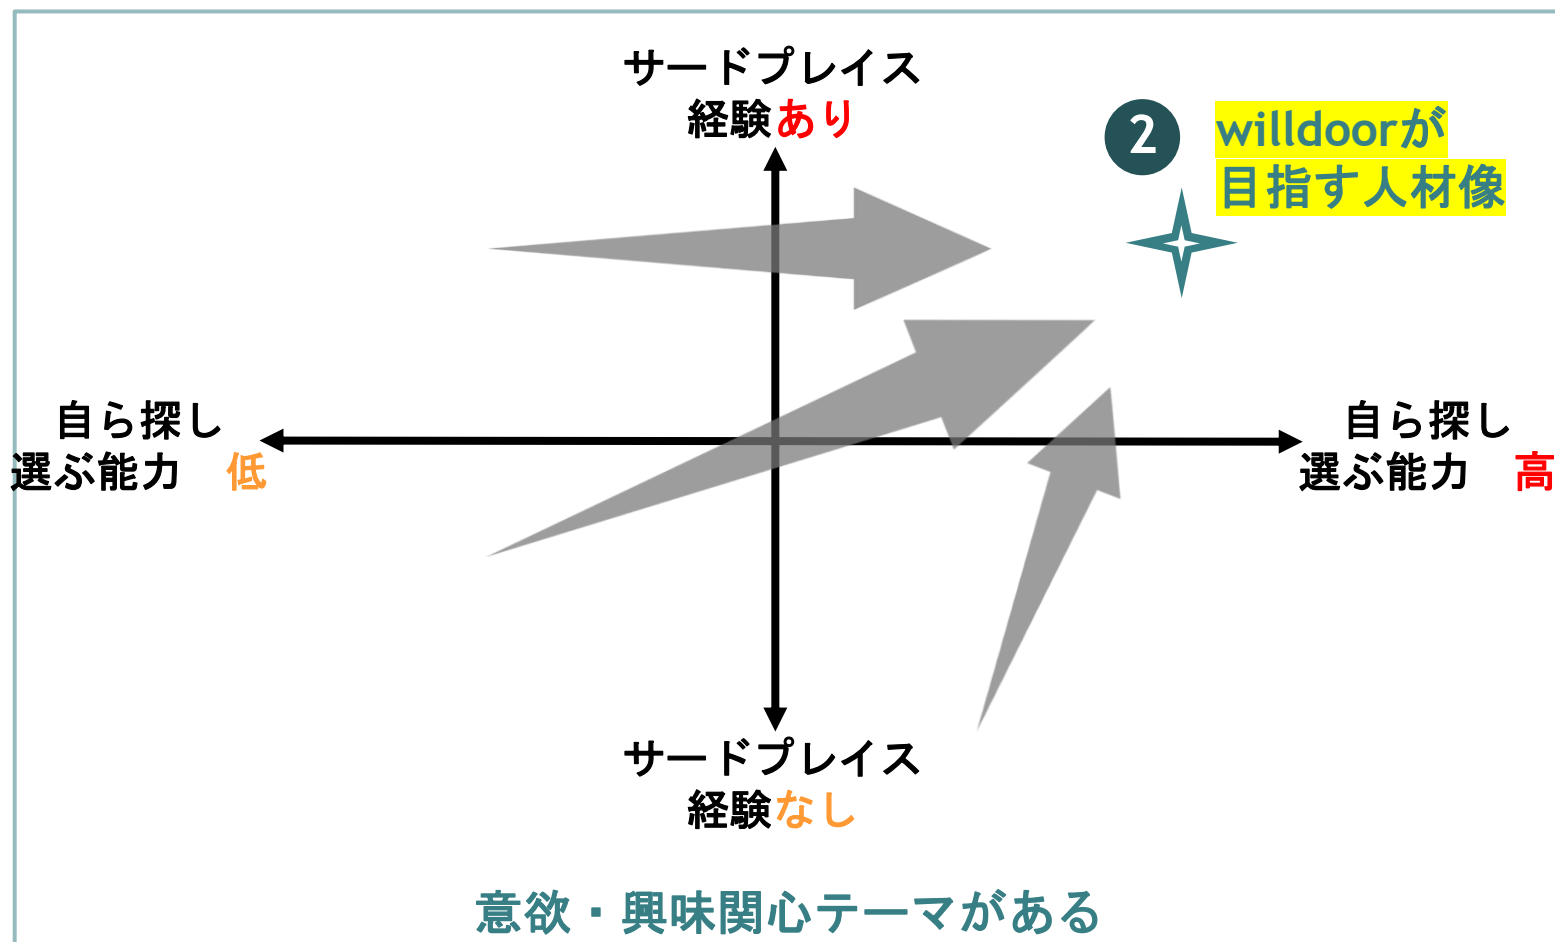 サードプレイス
経験あり
2
willdoorが
目指す人材像
自ら探し
選ぶ能力　低
自ら探し
選ぶ能力　高
サードプレイス
経験なし
意欲・興味関心テーマがある